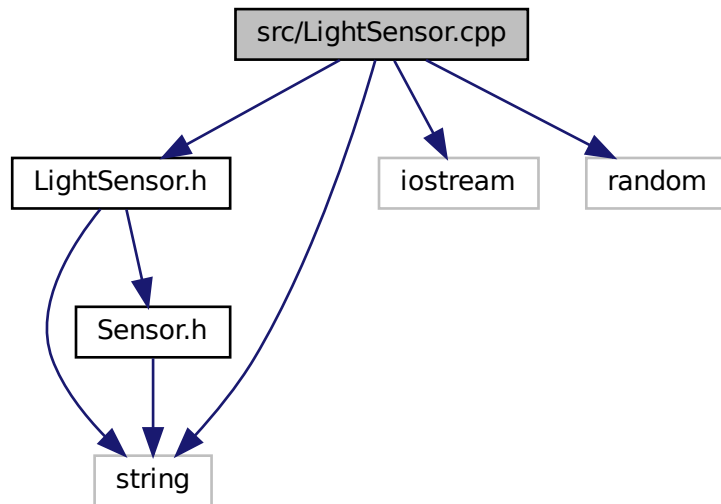 src/LightSensor.cpp
LightSensor.h
iostream
random
Sensor.h
string